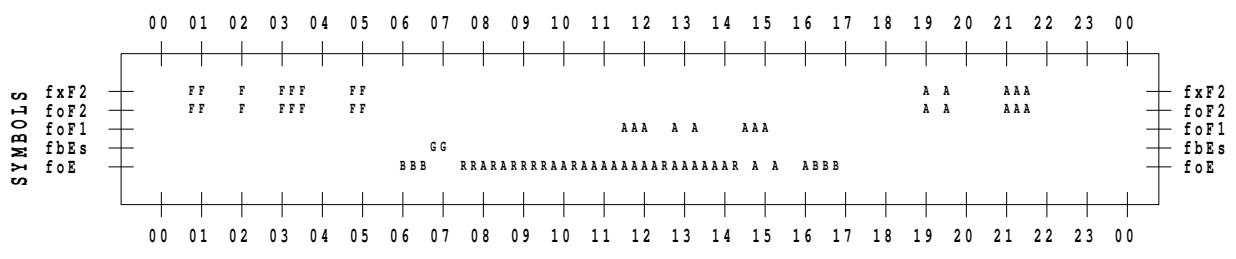 00 01 02 03 04 05 06 07 08 09 10 11 12 13 14 15 16 17 18 19 20 21 22 23 00
SYMBOLS
fxF2 FF F FFF FF A A AAA fxF2
foF2 FF F FFF FF A A AAA foF2
foF1 AAA A A AAA foF1
fbEs GG fbEs
foE BBB RRARARRRRAARAAAAAAAARAAAAAAR A A ABBB foE
00 01 02 03 04 05 06 07 08 09 10 11 12 13 14 15 16 17 18 19 20 21 22 23 00